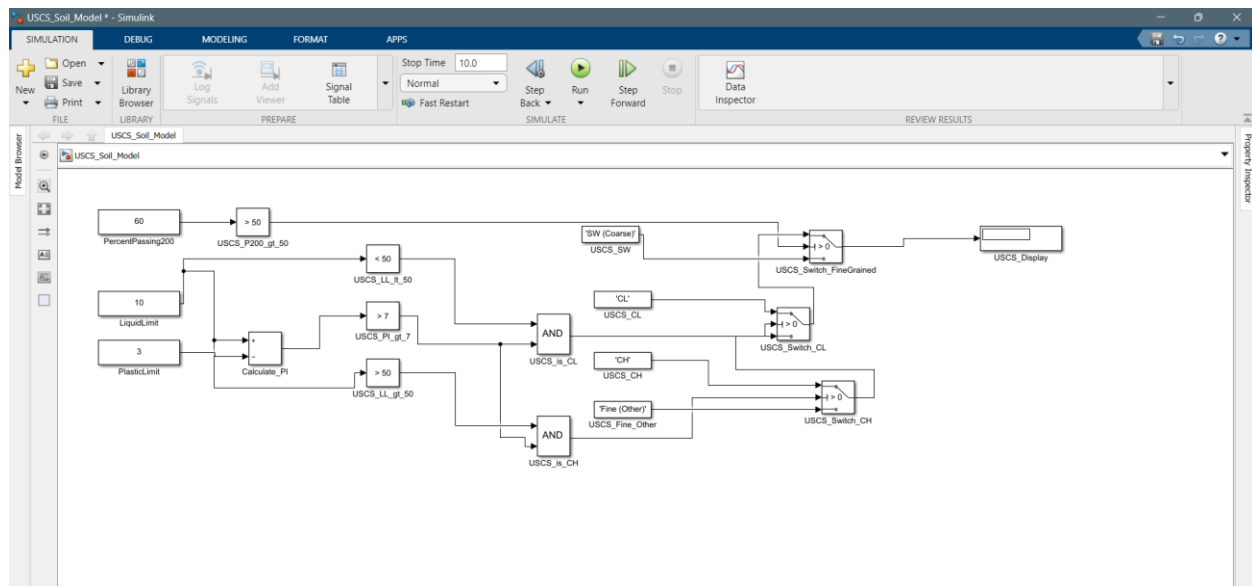 USCS_Soil_Model * - Simulink
SIMULATION DEBUG MODELING FORMAT APPS
New
Open
Save
Print
FILE
Library Browser
LIBRARY
Log Signals
Add Viewer
Signal Table
PREPARE
Stop Time 10.0
Normal
Fast Restart
Step Back
Run
Step Forward
Stop
SIMULATE
Data Inspector
REVIEW RESULTS
Model Browser
USCS_Soil_Model
USCS_Soil_Model
Property Inspector
60
PercentPassing200
> 50
USCS_P200_gt_50
'SW (Coarse)'
USCS_SW
> 0
USCS_Switch_FineGrained
USCS_Display
< 50
USCS_LL_lt_50
10
LiquidLimit
> 7
USCS_PI_gt_7
'CL'
USCS_CL
> 0
USCS_Switch_CL
3
PlasticLimit
+
−
Calculate_PI
AND
USCS_is_CL
'CH'
USCS_CH
> 50
USCS_LL_gt_50
> 0
USCS_Switch_CH
'Fine (Other)'
USCS_Fine_Other
AND
USCS_is_CH